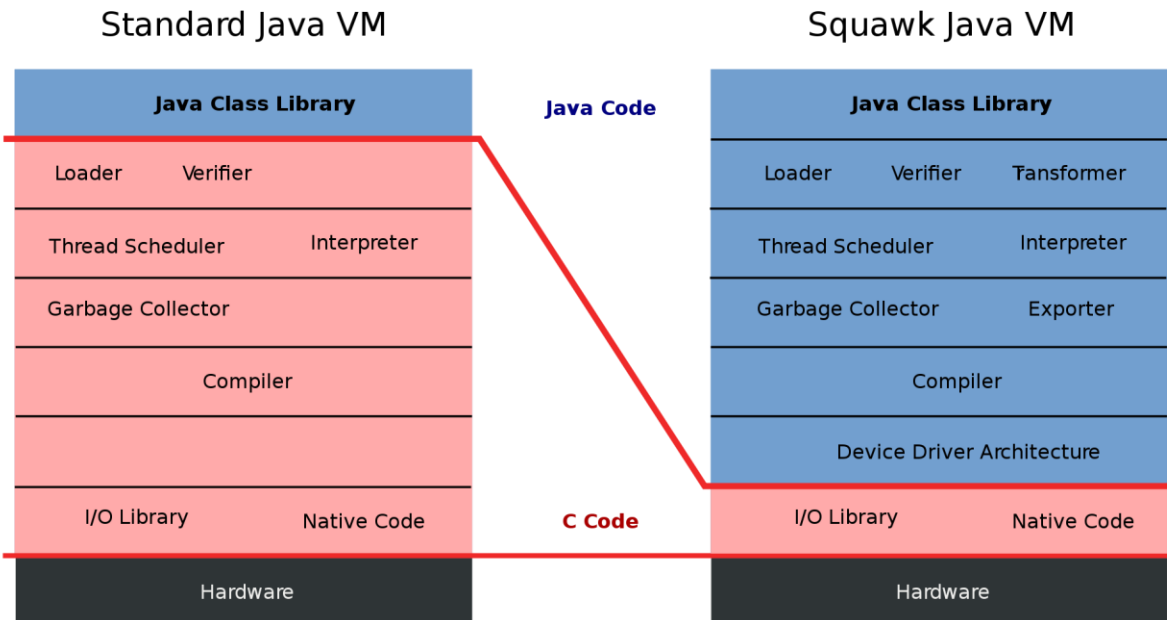 Standard Java VM
Squawk Java VM
Java Class Library
Java Code
Java Class Library
Loader Verifier
Loader Verifier Transformer
Thread Scheduler Interpreter
Thread Scheduler Interpreter
Garbage Collector
Garbage Collector Exporter
Compiler
Compiler
Device Driver Architecture
I/O Library Native Code
C Code
I/O Library Native Code
Hardware
Hardware